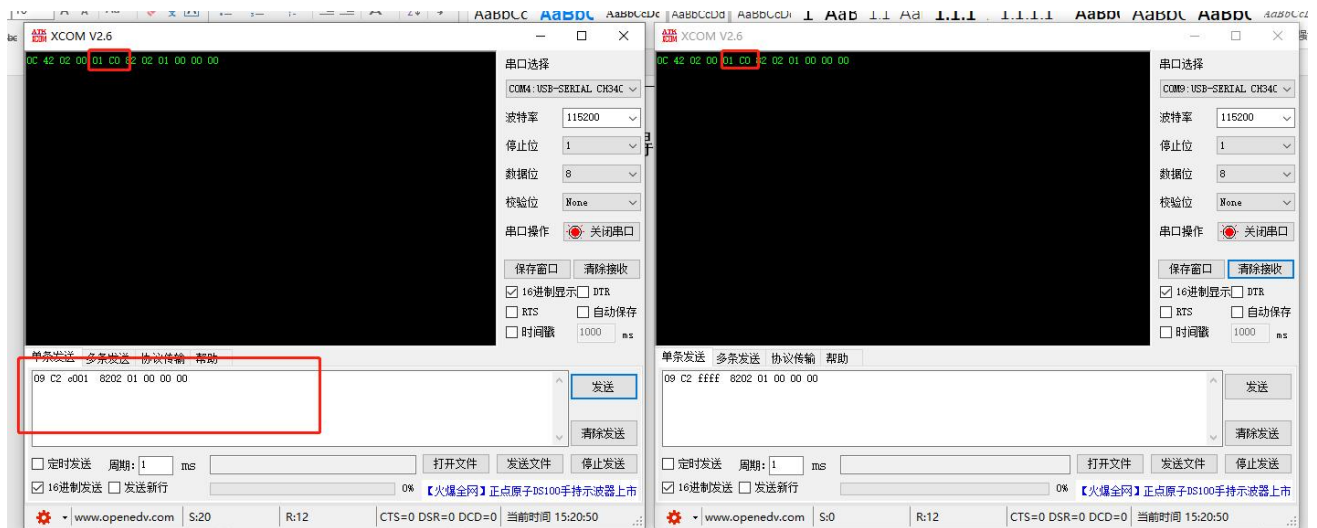 AaBbCc AaBbC AaBbCcDc AaBbCcDd AaBbCcDi 1 AaB 1.1 Aa 1.1.1 1.1.1.1 AaBb( AaBbC AaBbC AaBbCcL
XCOM V2.6
0C 42 02 00 01 C0 82 02 01 00 00 00
串口选择
COM4:USB-SERIAL CH34C
波特率 115200
停止位 1
数据位 8
校验位 None
串口操作 关闭串口
保存窗口 清除接收
16进制显示 DTR
RTS 自动保存
时间戳 1000 ms
单条发送 多条发送 协议传输 帮助
09 C2 c001 8202 01 00 00 00
发送
清除发送
定时发送 周期: 1 ms 打开文件 发送文件 停止发送
16进制发送 发送新行 0% 【火爆全网】正点原子DS100手持示波器上市
www.openedv.com S:20 R:12 CTS=0 DSR=0 DCD=0 当前时间 15:20:50
XCOM V2.6
0C 42 02 00 01 C0 82 02 01 00 00 00
串口选择
COM9:USB-SERIAL CH34C
波特率 115200
停止位 1
数据位 8
校验位 None
串口操作 关闭串口
保存窗口 清除接收
16进制显示 DTR
RTS 自动保存
时间戳 1000 ms
单条发送 多条发送 协议传输 帮助
09 C2 ffff 8202 01 00 00 00
发送
清除发送
定时发送 周期: 1 ms 打开文件 发送文件 停止发送
16进制发送 发送新行 0% 【火爆全网】正点原子DS100手持示波器上市
www.openedv.com S:0 R:12 CTS=0 DSR=0 DCD=0 当前时间 15:20:50